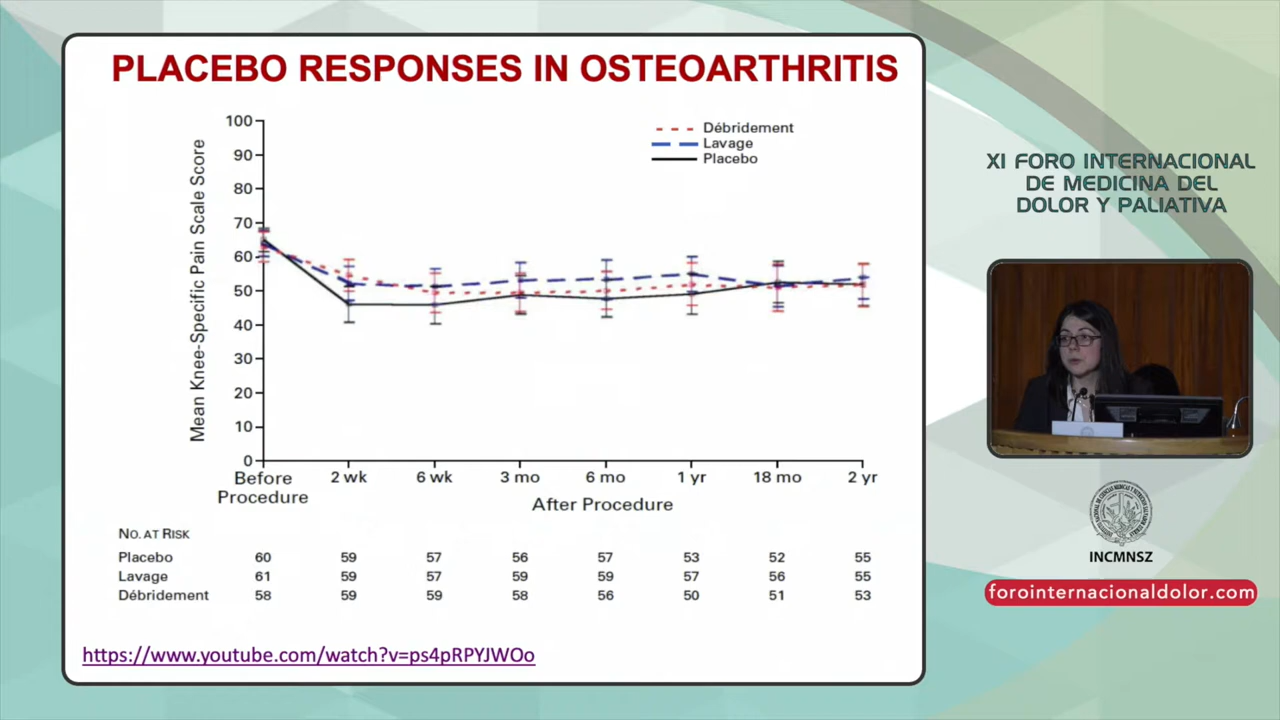 PLACEBO RESPONSES IN OSTEOARTHRITIS
Débridement
Lavage
Placebo
Mean Knee-Specific Pain Scale Score
100
90
80
70
60
50
40
30
20
10
0
Before
Procedure
2 wk
6 wk
3 mo
6 mo
1 yr
18 mo
2 yr
After Procedure
NO. AT RISK
Placebo 60 59 57 56 57 53 52 55
Lavage 61 59 57 59 59 57 56 55
Débridement 58 59 59 58 56 50 51 53
https://www.youtube.com/watch?v=ps4pRPYJWOo
XI FORO INTERNACIONAL
DE MEDICINA DEL
DOLOR Y PALIATIVA
INCMNSZ
forointernacionaldolor.com